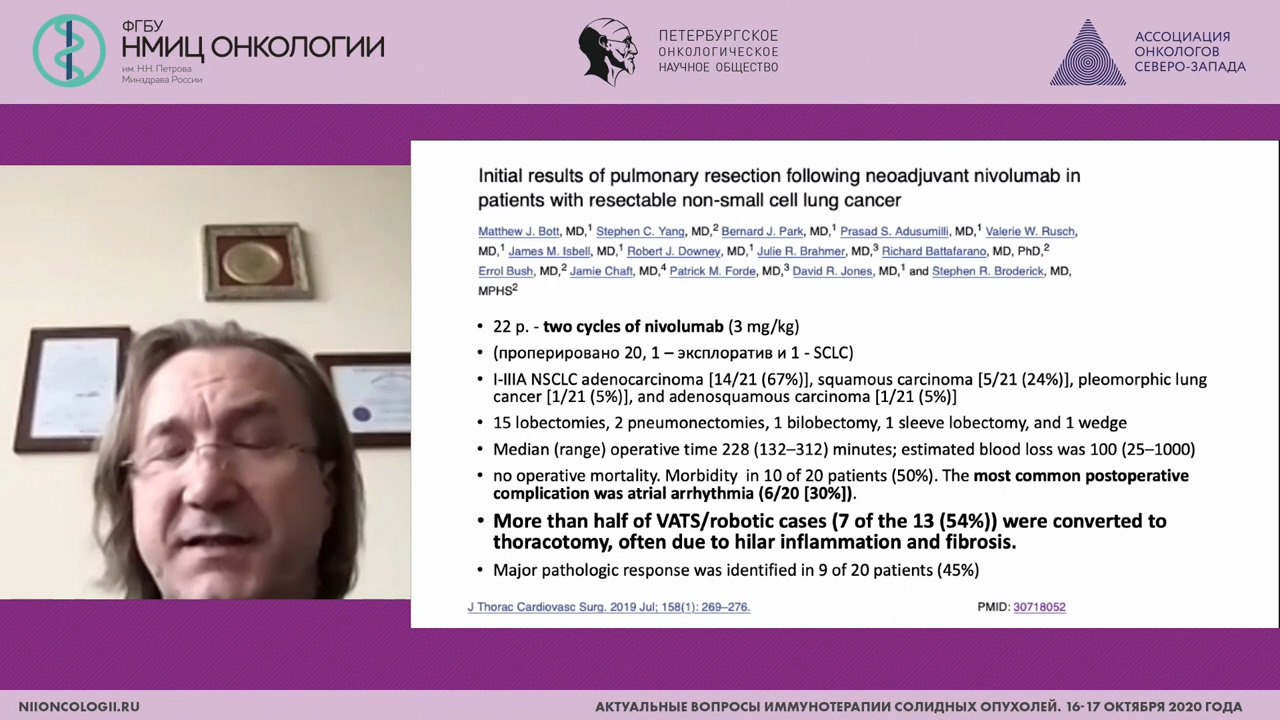 ФГБУ
НМИЦ ОНКОЛОГИИ
им. Н.Н. Петрова
Минздрава России
ПЕТЕРБУРГСКОЕ
ОНКОЛОГИЧЕСКОЕ
НАУЧНОЕ ОБЩЕСТВО
АССОЦИАЦИЯ
ОНКОЛОГОВ
СЕВЕРО-ЗАПАДА
Initial results of pulmonary resection following neoadjuvant nivolumab in
patients with resectable non-small cell lung cancer
Matthew J. Bott, MD,1 Stephen C. Yang, MD,2 Bernard J. Park, MD,1 Prasad S. Adusumilli, MD,1 Valerie W. Rusch,
MD,1 James M. Isbell, MD,1 Robert J. Downey, MD,1 Julie R. Brahmer, MD,3 Richard Battafarano, MD, PhD,2
Errol Bush, MD,2 Jamie Chaft, MD,4 Patrick M. Forde, MD,3 David R. Jones, MD,1 and Stephen R. Broderick, MD,
MPHS2
• 22 p. - two cycles of nivolumab (3 mg/kg)
• (проперировано 20, 1 – эксплоратив и 1 - SCLC)
• I-IIIA NSCLC adenocarcinoma [14/21 (67%)], squamous carcinoma [5/21 (24%)], pleomorphic lung
cancer [1/21 (5%)], and adenosquamous carcinoma [1/21 (5%)]
• 15 lobectomies, 2 pneumonectomies, 1 bilobectomy, 1 sleeve lobectomy, and 1 wedge
• Median (range) operative time 228 (132–312) minutes; estimated blood loss was 100 (25–1000)
• no operative mortality. Morbidity in 10 of 20 patients (50%). The most common postoperative
complication was atrial arrhythmia (6/20 [30%]).
• More than half of VATS/robotic cases (7 of the 13 (54%)) were converted to
thoracotomy, often due to hilar inflammation and fibrosis.
• Major pathologic response was identified in 9 of 20 patients (45%)
J Thorac Cardiovasc Surg. 2019 Jul; 158(1): 269–276.
PMID: 30718052
NIIONCOLOGII.RU
АКТУАЛЬНЫЕ ВОПРОСЫ ИММУНОТЕРАПИИ СОЛИДНЫХ ОПУХОЛЕЙ. 16-17 ОКТЯБРЯ 2020 ГОДА